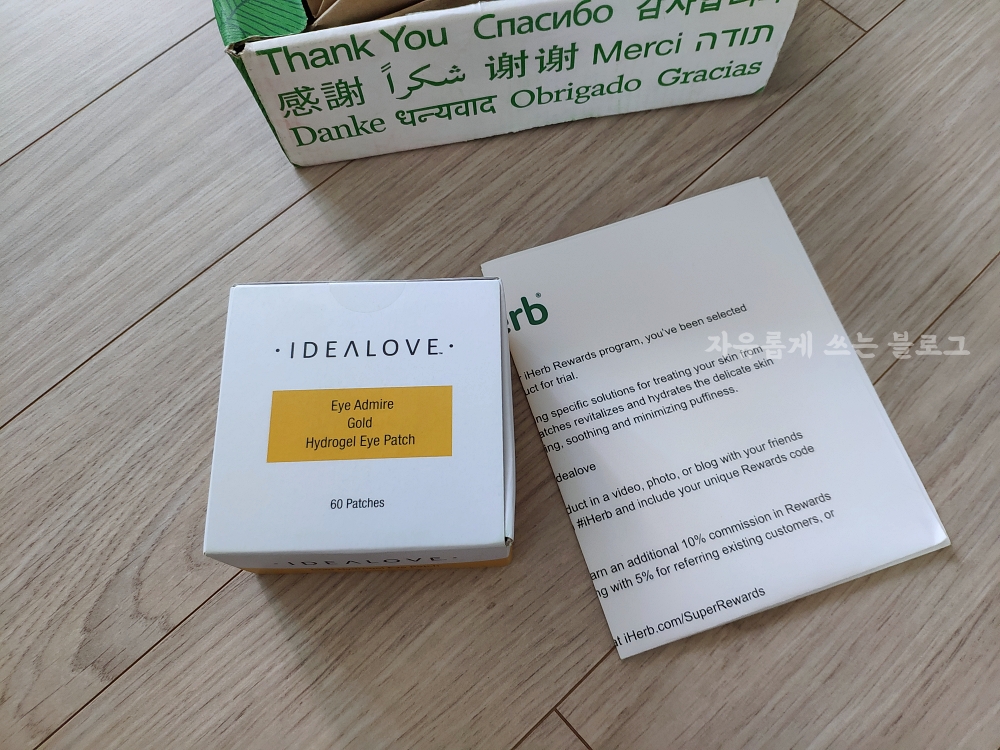 Thank You Спасибо 감사합니다
感謝 شكراً 谢谢 Merci תודה
Danke धन्यवाद Obrigado Gracias
· IDEALOVE ·™
Eye Admire
Gold
Hydrogel Eye Patch
60 Patches
· IDEALOVE ·
erb®
iHerb Rewards program, you've been selected
uct for trial.
ng specific solutions for treating your skin from
atches revitalizes and hydrates the delicate skin
ing, soothing and minimizing puffiness.
dealove
duct in a video, photo, or blog with your friends
#iHerb and include your unique Rewards code
arn an additional 10% commission in Rewards
ng with 5% for referring existing customers, or
at iHerb.com/SuperRewards
자유롭게 쓰는 블로그